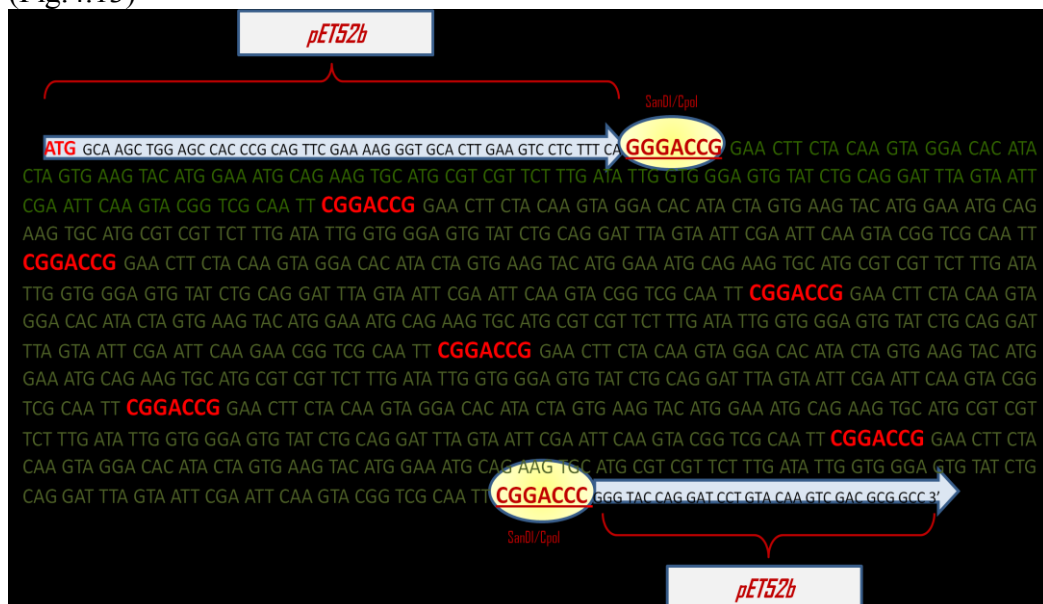 (Fig.4.13)
pET52b
SanD1/CpoI
ATG GCA AGC TGG AGC CAC CCG CAG TTC GAA AAG GGT GCA CTT GAA GTC CTC TTT CA GGGACCG GAA CTT CTA CAA GTA GGA CAC ATA
CTA GTG AAG TAC ATG GAA ATG CAG AAG TGC ATG CGT CGT TCT TTG ATA TTG GTG GGA GTG TAT CTG CAG GAT TTA GTA ATT
CGA ATT CAA GTA CGG TCG CAA TT CGGACCG GAA CTT CTA CAA GTA GGA CAC ATA CTA GTG AAG TAC ATG GAA ATG CAG
AAG TGC ATG CGT CGT TCT TTG ATA TTG GTG GGA GTG TAT CTG CAG GAT TTA GTA ATT CGA ATT CAA GTA CGG TCG CAA TT
CGGACCG GAA CTT CTA CAA GTA GGA CAC ATA CTA GTG AAG TAC ATG GAA ATG CAG AAG TGC ATG CGT CGT TCT TTG ATA
TTG GTG GGA GTG TAT CTG CAG GAT TTA GTA ATT CGA ATT CAA GTA CGG TCG CAA TT CGGACCG GAA CTT CTA CAA GTA
GGA CAC ATA CTA GTG AAG TAC ATG GAA ATG CAG AAG TGC ATG CGT CGT TCT TTG ATA TTG GTG GGA GTG TAT CTG CAG GAT
TTA GTA ATT CGA ATT CAA GAA CGG TCG CAA TT CGGACCG GAA CTT CTA CAA GTA GGA CAC ATA CTA GTG AAG TAC ATG
GAA ATG CAG AAG TGC ATG CGT CGT TCT TTG ATA TTG GTG GGA GTG TAT CTG CAG GAT TTA GTA ATT CGA ATT CAA GTA CGG
TCG CAA TT CGGACCG GAA CTT CTA CAA GTA GGA CAC ATA CTA GTG AAG TAC ATG GAA ATG CAG AAG TGC ATG CGT CGT
TCT TTG ATA TTG GTG GGA GTG TAT CTG CAG GAT TTA GTA ATT CGA ATT CAA GTA CGG TCG CAA TT CGGACCG GAA CTT CTA
CAA GTA GGA CAC ATA CTA GTG AAG TAC ATG GAA ATG CAG AAG TGC ATG CGT CGT TCT TTG ATA TTG GTG GGA GTG TAT CTG
CAG GAT TTA GTA ATT CGA ATT CAA GTA CGG TCG CAA TT CGGACCC GGG TAC CAG GAT CCT GTA CAA GTC GAC GCG GCC 3'
SanD1/CpoI
pET52b